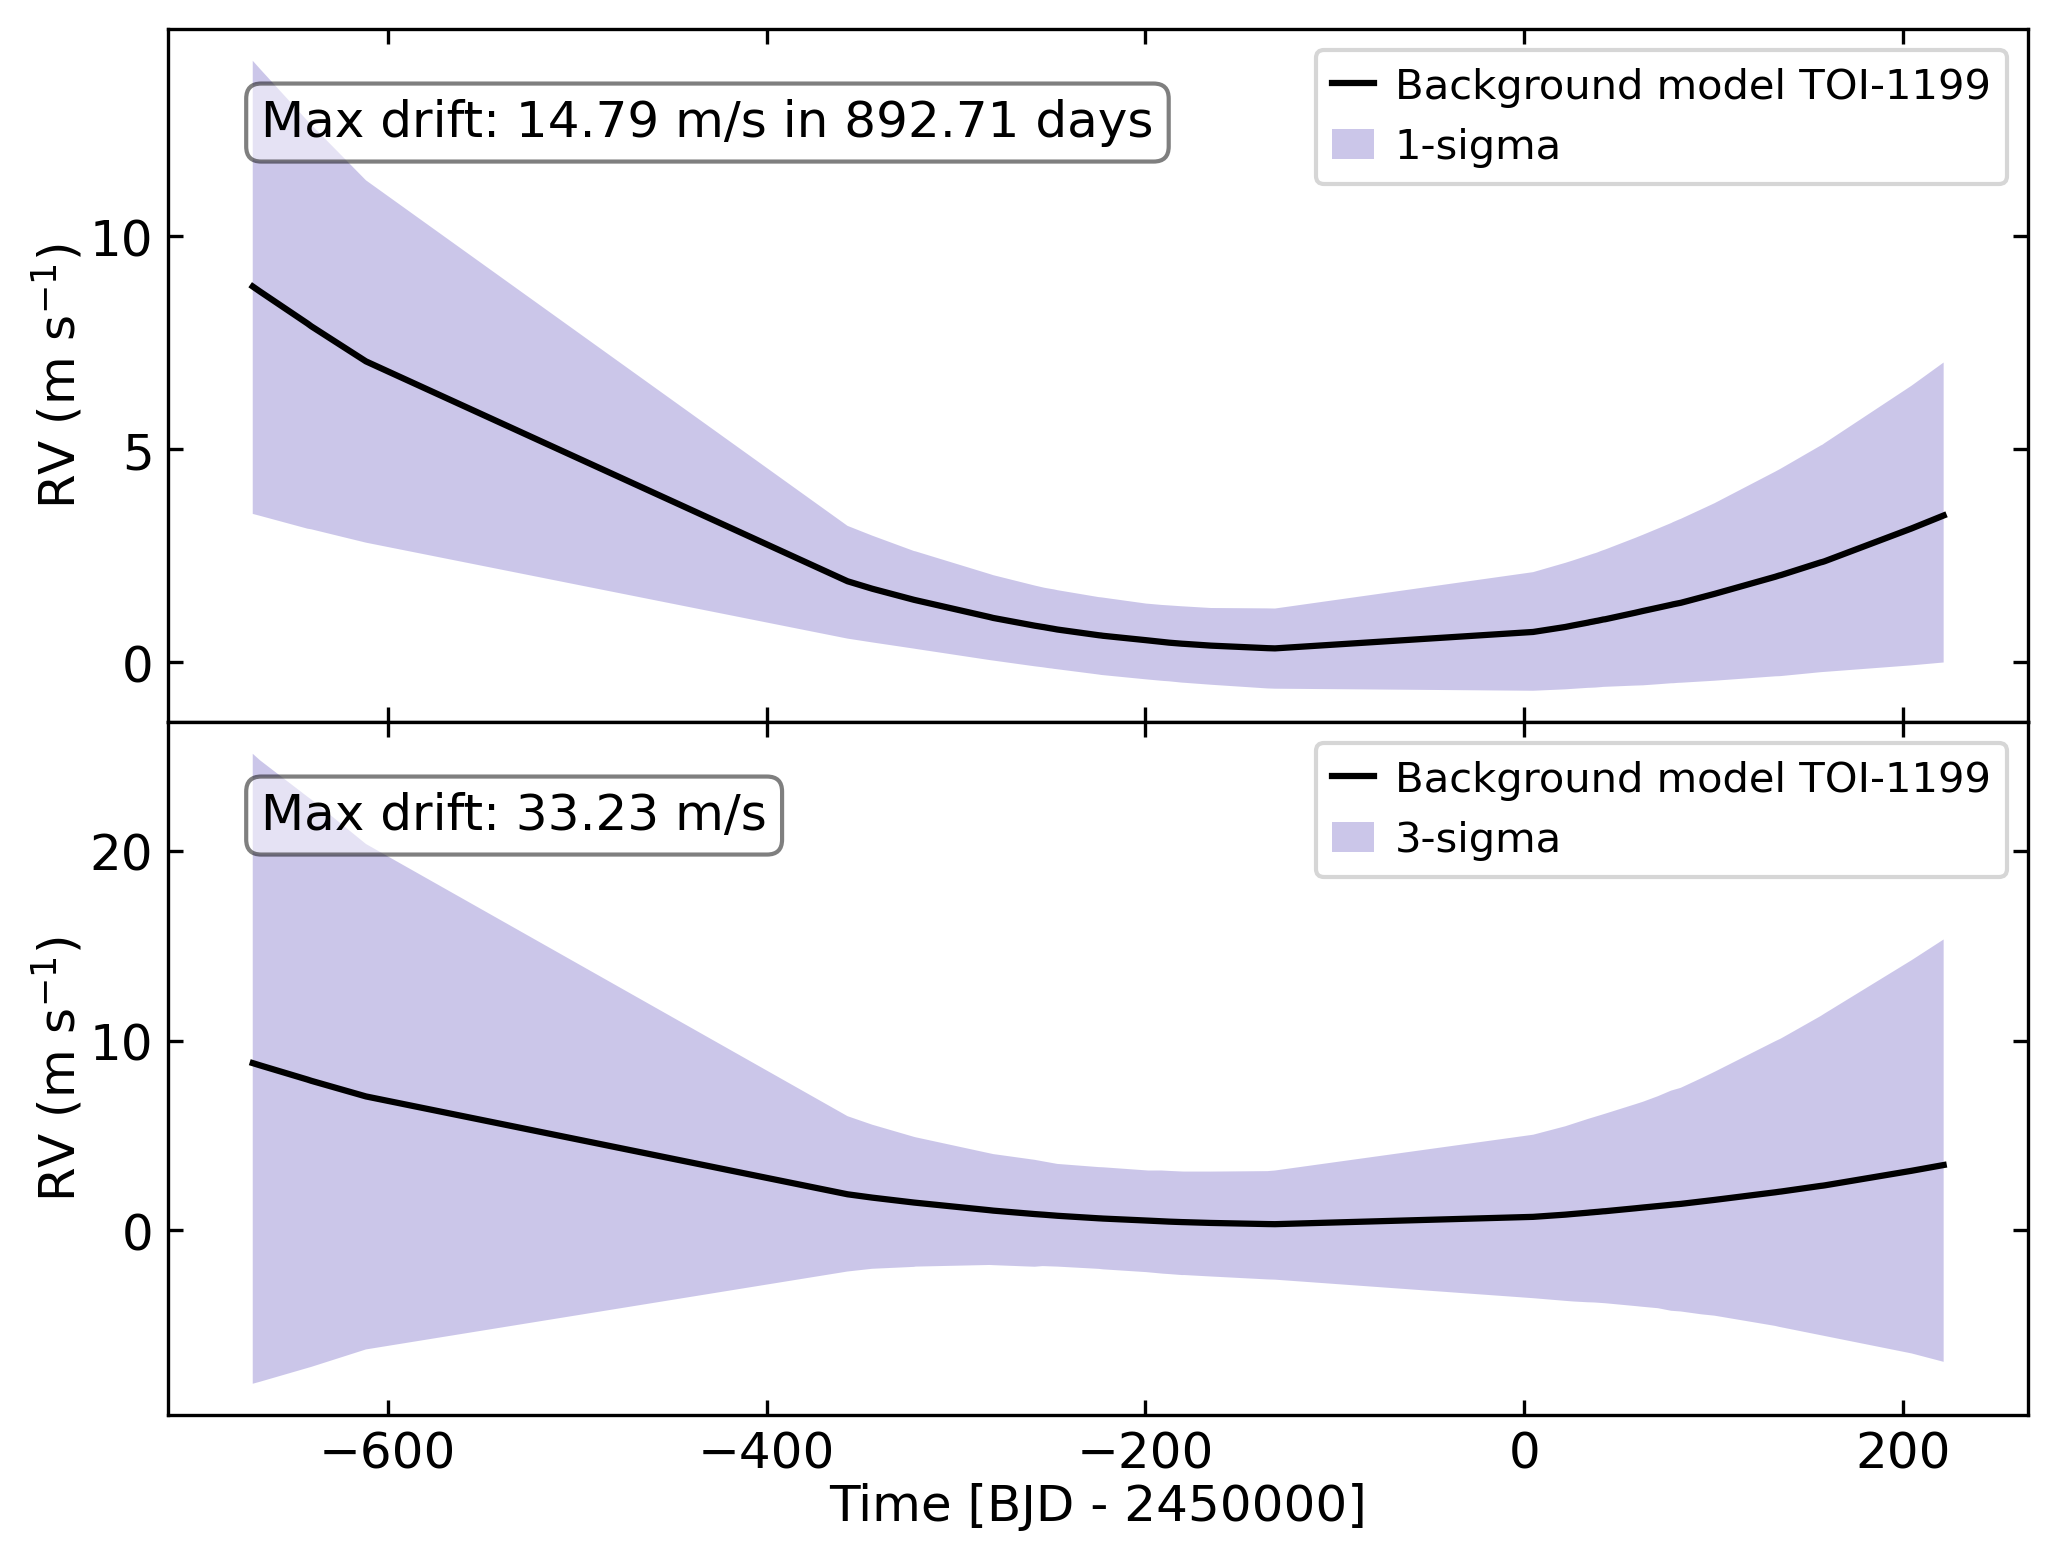 Max drift: 14.79 m/s in 892.71 days
Background model TOI-1199
1-sigma
RV (m s⁻¹)
10
5
0
Max drift: 33.23 m/s
Background model TOI-1199
3-sigma
RV (m s⁻¹)
20
10
0
−600 −400 −200 0 200
Time [BJD - 2450000]